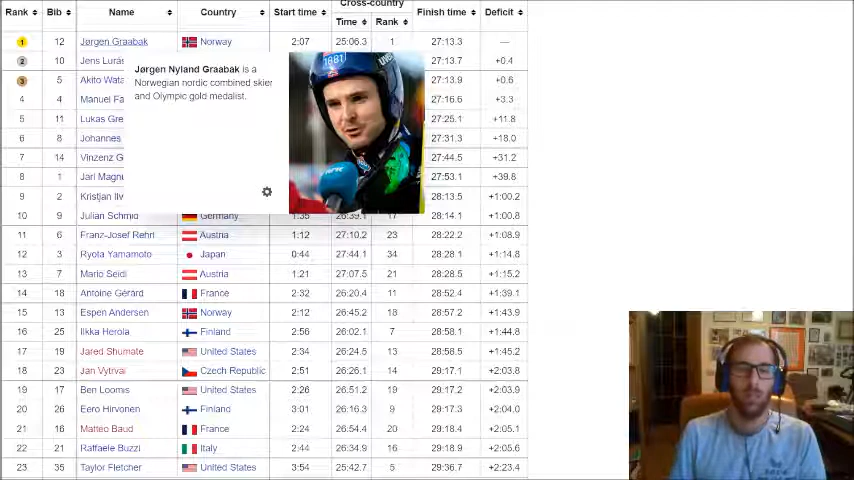 Cross-country
Rank Bib Name Country Start time Finish time Deficit
Time Rank
1 12 Jørgen Graabak Norway 2:07 25:06.3 1 27:13.3 —
2 10 Jens Lurås 27:13.7 +0.4
3 5 Akito Wata 27:13.9 +0.6
4 4 Manuel Fa 27:16.6 +3.3
5 11 Lukas Gre 27:25.1 +11.8
6 8 Johannes 27:31.3 +18.0
7 14 Vinzenz G 27:44.5 +31.2
8 1 Jarl Magnu 27:53.1 +39.8
9 2 Kristjan Ilv 28:13.5 +1:00.2
10 9 Julian Schmid Germany 1:35 26:39.1 17 28:14.1 +1:00.8
11 6 Franz-Josef Rehrl Austria 1:12 27:10.2 23 28:22.2 +1:08.9
12 3 Ryota Yamamoto Japan 0:44 27:44.1 34 28:28.1 +1:14.8
13 7 Mario Seidl Austria 1:21 27:07.5 21 28:28.5 +1:15.2
14 18 Antoine Gérard France 2:32 26:20.4 11 28:52.4 +1:39.1
15 13 Espen Andersen Norway 2:12 26:45.2 18 28:57.2 +1:43.9
16 25 Ilkka Herola Finland 2:56 26:02.1 7 28:58.1 +1:44.8
17 19 Jared Shumate United States 2:34 26:24.5 13 28:58.5 +1:45.2
18 23 Jan Vytrval Czech Republic 2:51 26:26.1 14 29:17.1 +2:03.8
19 17 Ben Loomis United States 2:26 26:51.2 19 29:17.2 +2:03.9
20 26 Eero Hirvonen Finland 3:01 26:16.3 9 29:17.3 +2:04.0
21 16 Matteo Baud France 2:24 26:54.4 20 29:18.4 +2:05.1
22 21 Raffaele Buzzi Italy 2:44 26:34.9 16 29:18.9 +2:05.6
23 35 Taylor Fletcher United States 3:54 25:42.7 5 29:36.7 +2:23.4
Jørgen Nyland Graabak is a
Norwegian nordic combined skier
and Olympic gold medalist.
1881